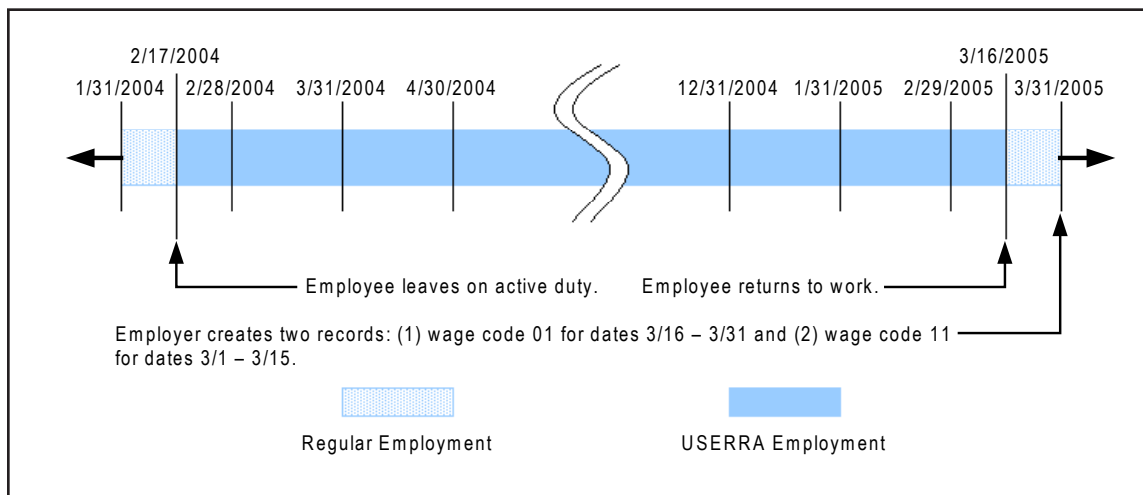 2/17/2004 3/16/2005
1/31/2004 2/28/2004 3/31/2004 4/30/2004 12/31/2004 1/31/2005 2/29/2005 3/31/2005
Employee leaves on active duty. Employee returns to work.
Employer creates two records: (1) wage code 01 for dates 3/16 – 3/31 and (2) wage code 11
for dates 3/1 – 3/15.
Regular Employment USERRA Employment